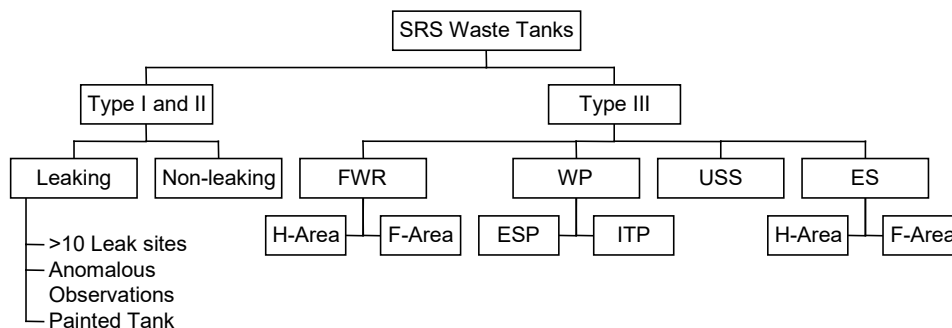 SRS Waste Tanks
Type I and II
Type III
Leaking
Non-leaking
FWR
WP
USS
ES
H-Area
F-Area
ESP
ITP
H-Area
F-Area
>10 Leak sites
Anomalous
Observations
Painted Tank